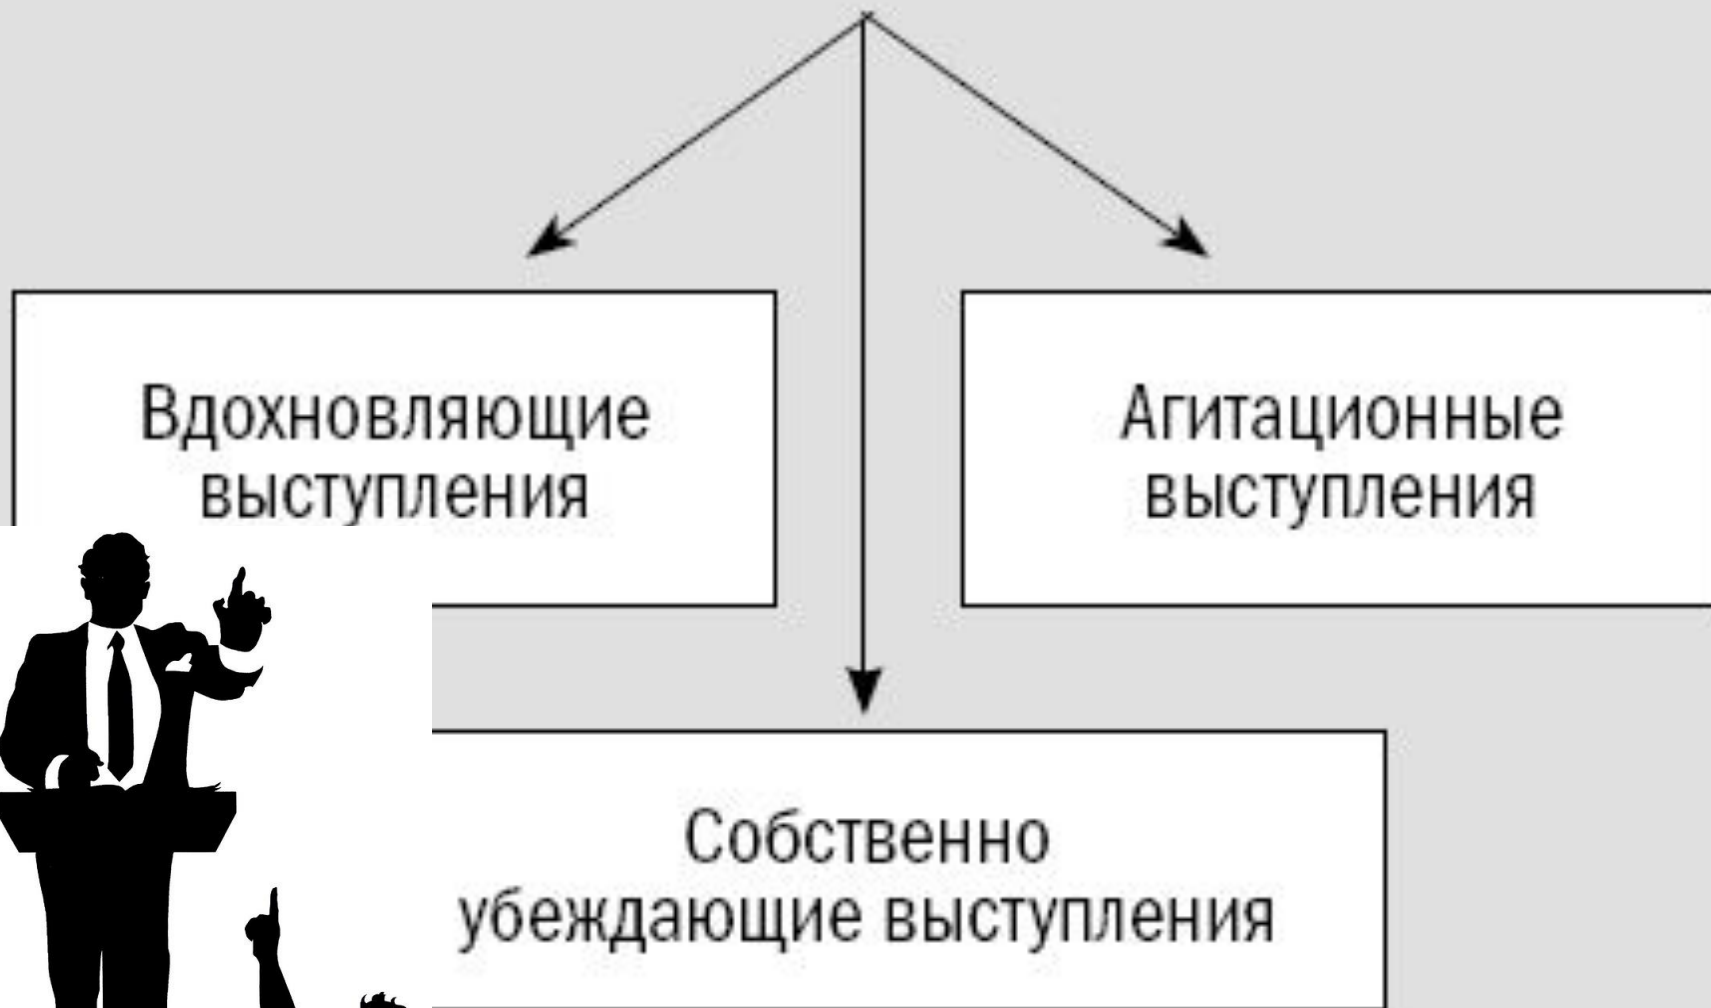 Вдохновляющие
выступления
Агитационные
выступления
Собственно
убеждающие выступления